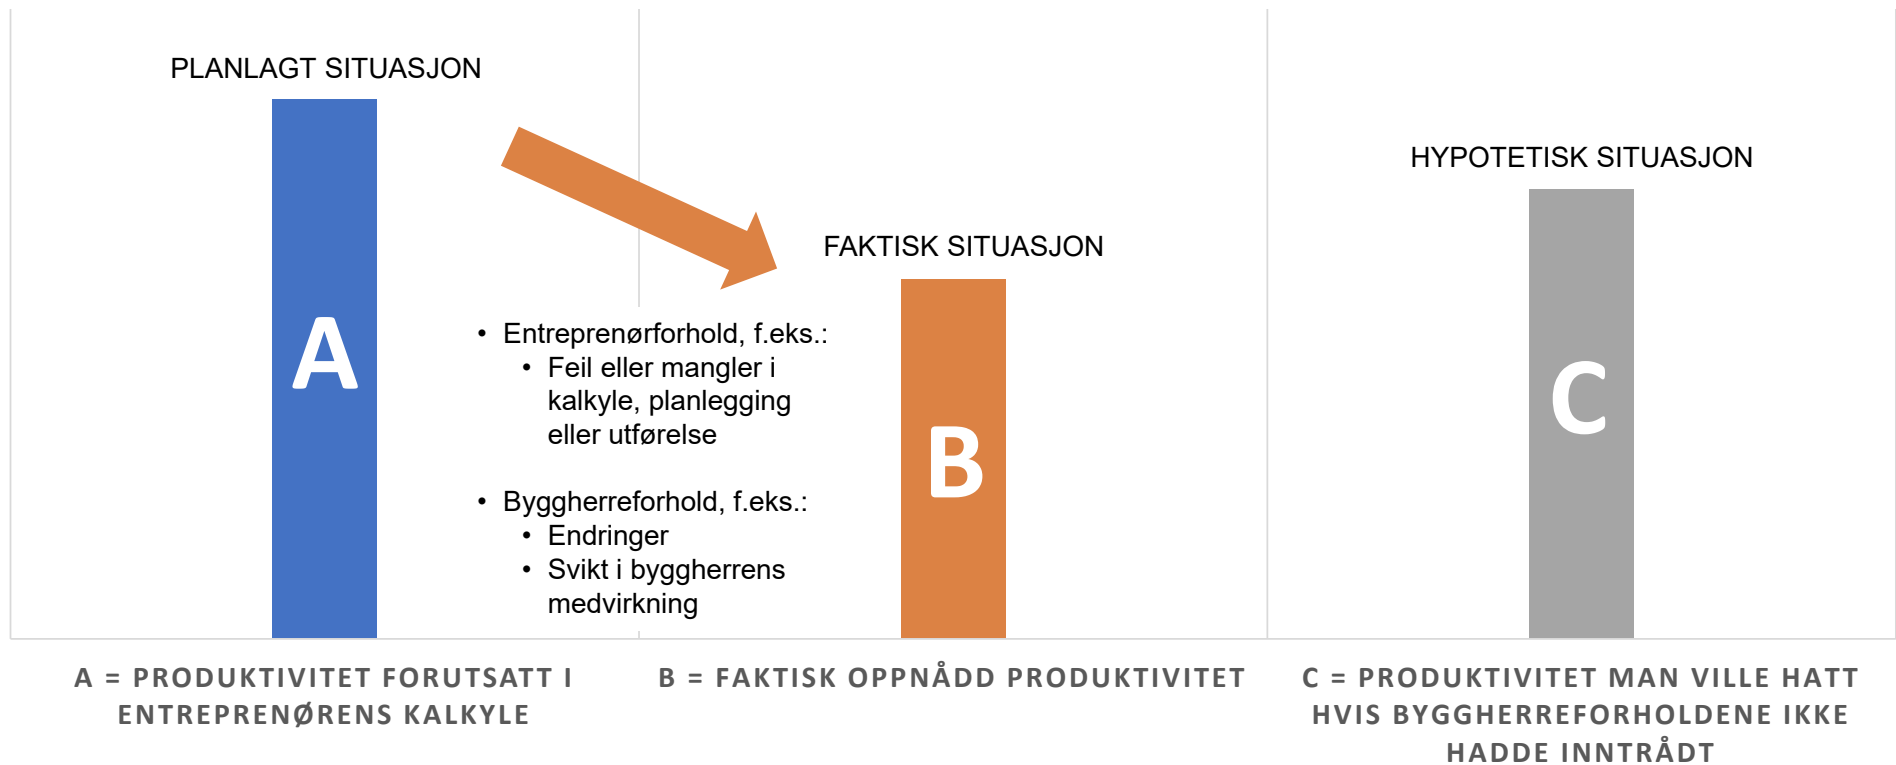 PLANLAGT SITUASJON
A
• Entreprenørforhold, f.eks.:
• Feil eller mangler i
kalkyle, planlegging
eller utførelse
• Byggherreforhold, f.eks.:
• Endringer
• Svikt i byggherrens
medvirkning
FAKTISK SITUASJON
B
HYPOTETISK SITUASJON
C
A = PRODUKTIVITET FORUTSATT I
ENTREPRENØRENS KALKYLE
B = FAKTISK OPPNÅDD PRODUKTIVITET
C = PRODUKTIVITET MAN VILLE HATT
HVIS BYGGHERREFORHOLDENE IKKE
HADDE INNTRÅDT